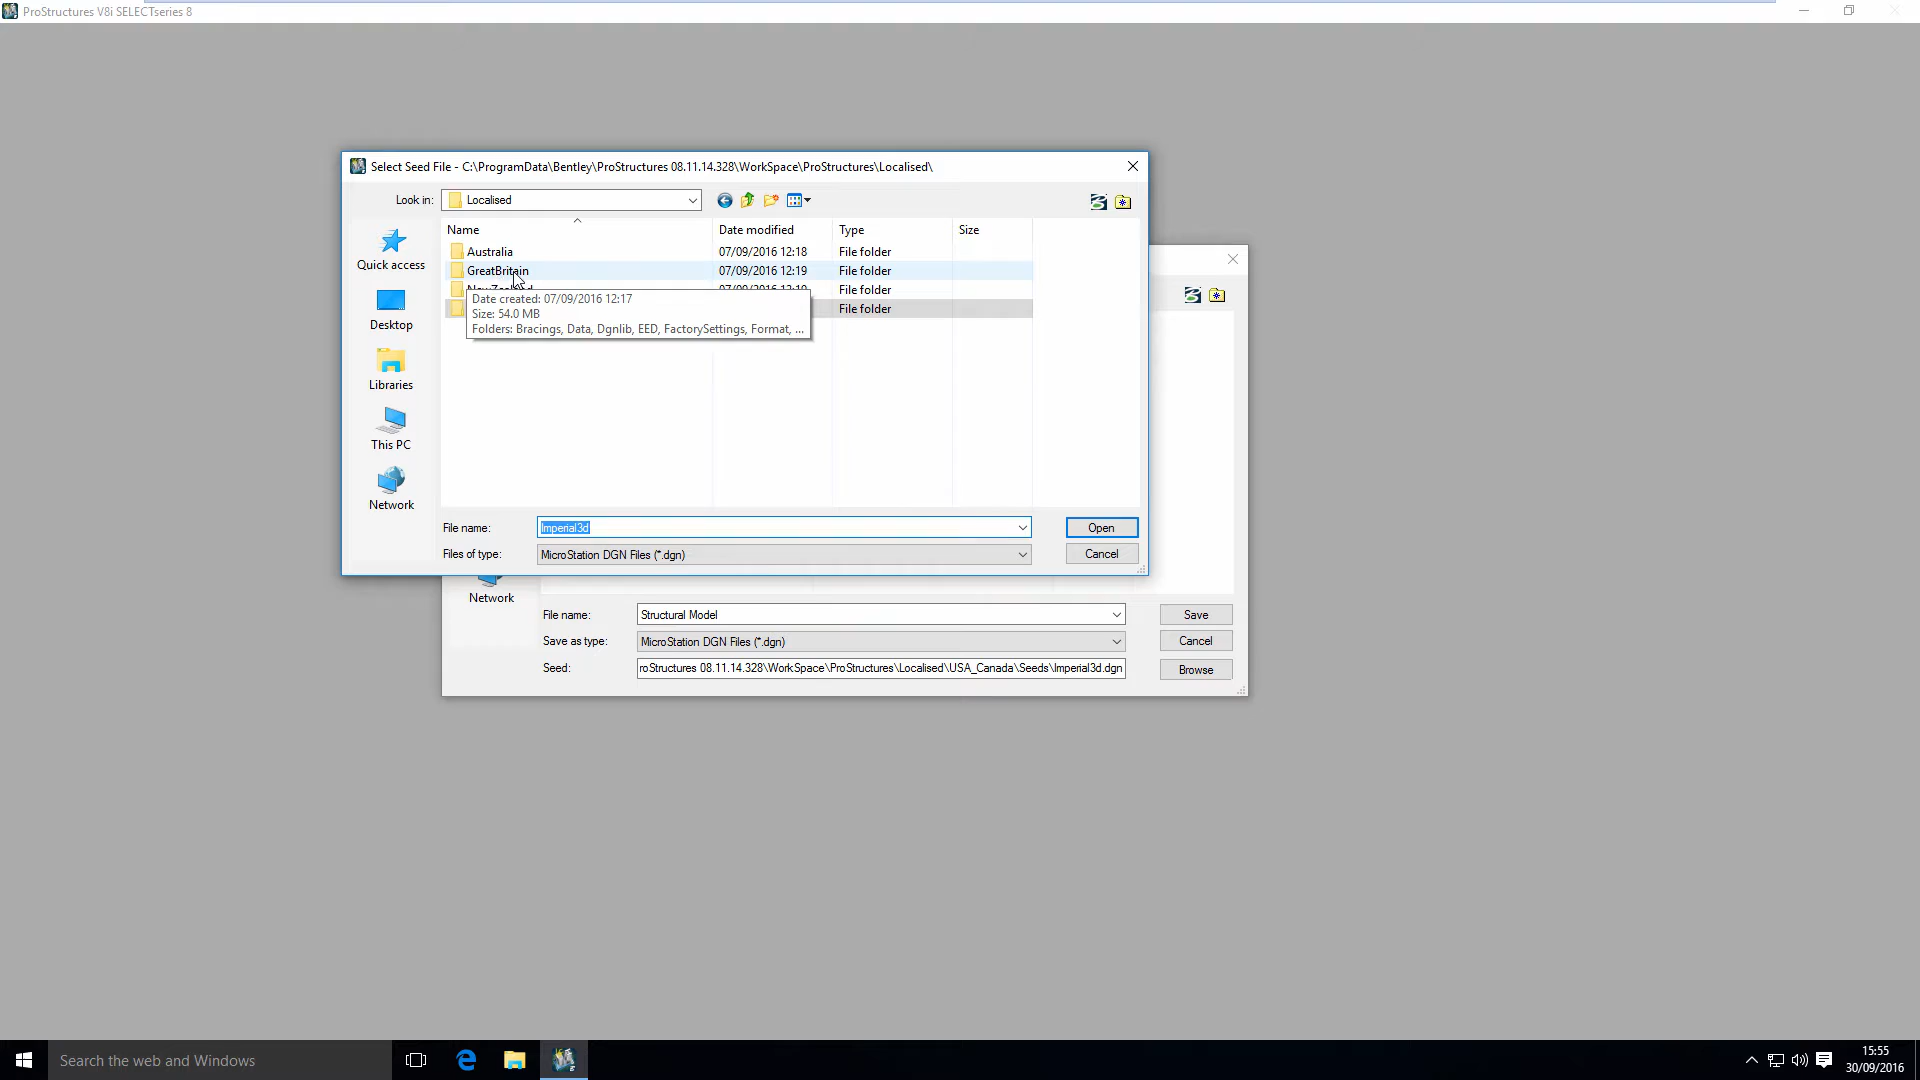 ProStructures V8i SELECTseries 8
Select Seed File - C:\ProgramData\Bentley\ProStructures 08.11.14.328\WorkSpace\ProStructures\Localised\
Look in: Localised
Name Date modified Type Size
Australia 07/09/2016 12:18 File folder
GreatBritain 07/09/2016 12:19 File folder
File folder
File folder
Date created: 07/09/2016 12:17
Size: 54.0 MB
Folders: Bracings, Data, Dgnlib, EED, FactorySettings, Format, ...
Quick access
Desktop
Libraries
This PC
Network
File name: Imperial3d Open
Files of type: MicroStation DGN Files (*.dgn) Cancel
Network
File name: Structural Model Save
Save as type: MicroStation DGN Files (*.dgn) Cancel
Seed: roStructures 08.11.14.328\WorkSpace\ProStructures\Localised\USA_Canada\Seeds\Imperial3d.dgn Browse
Search the web and Windows
15:55
30/09/2016